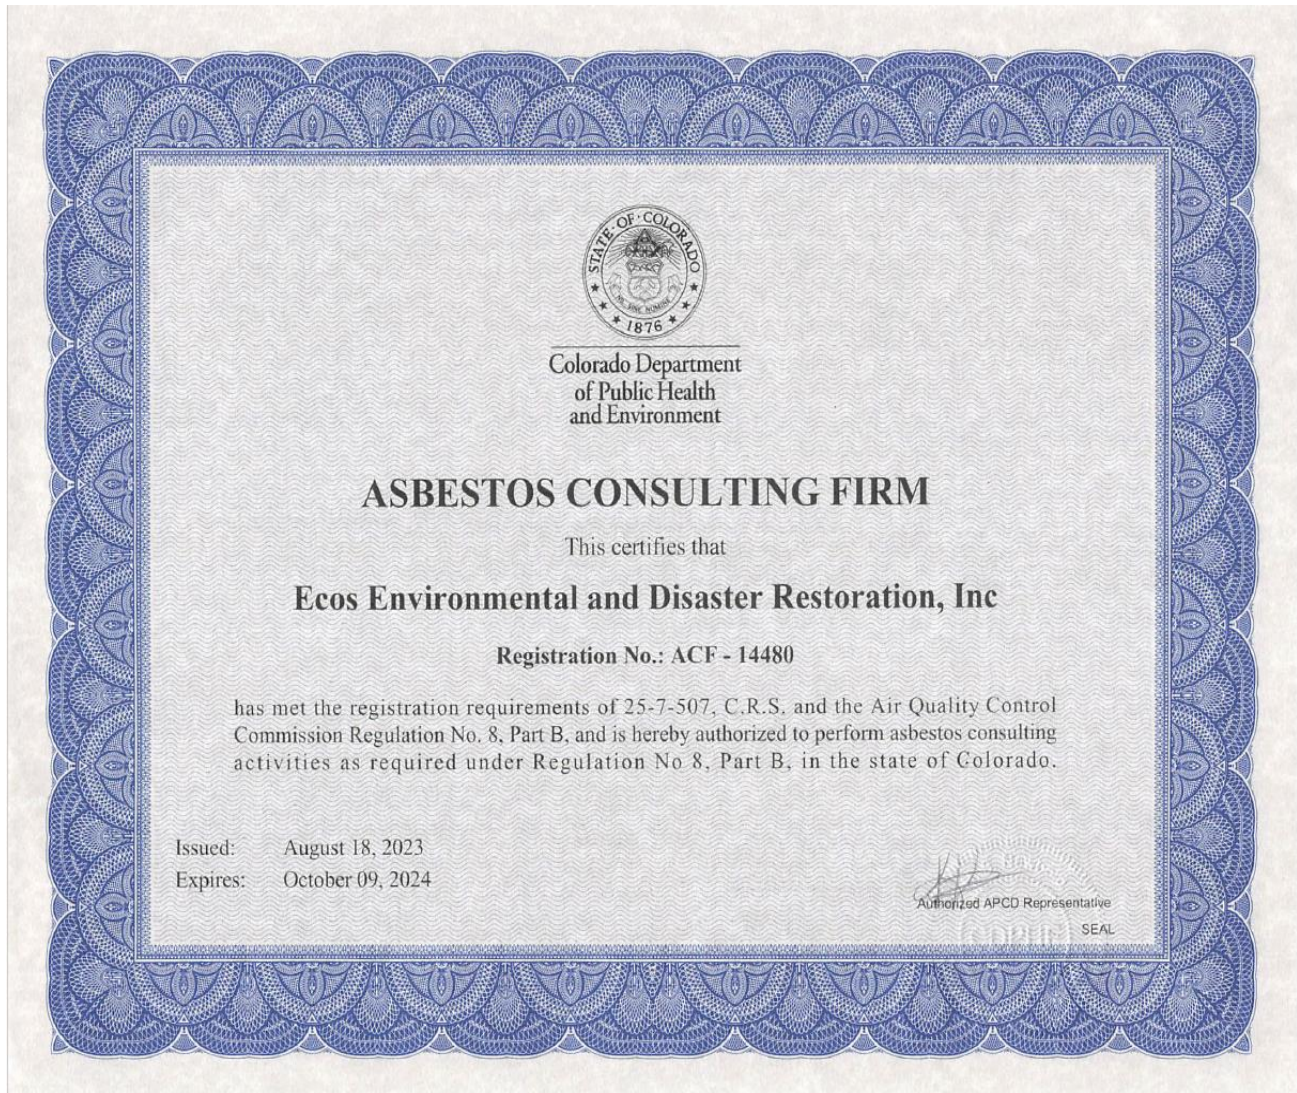 STATE OF COLORADO
NIL SINE NUMINE
1876
Colorado Department
of Public Health
and Environment
ASBESTOS CONSULTING FIRM
This certifies that
Ecos Environmental and Disaster Restoration, Inc
Registration No.: ACF - 14480
has met the registration requirements of 25-7-507, C.R.S. and the Air Quality Control
Commission Regulation No. 8, Part B, and is hereby authorized to perform asbestos consulting
activities as required under Regulation No 8, Part B, in the state of Colorado.
Issued: August 18, 2023
Expires: October 09, 2024
Authorized APCD Representative
SEAL
CDPHE